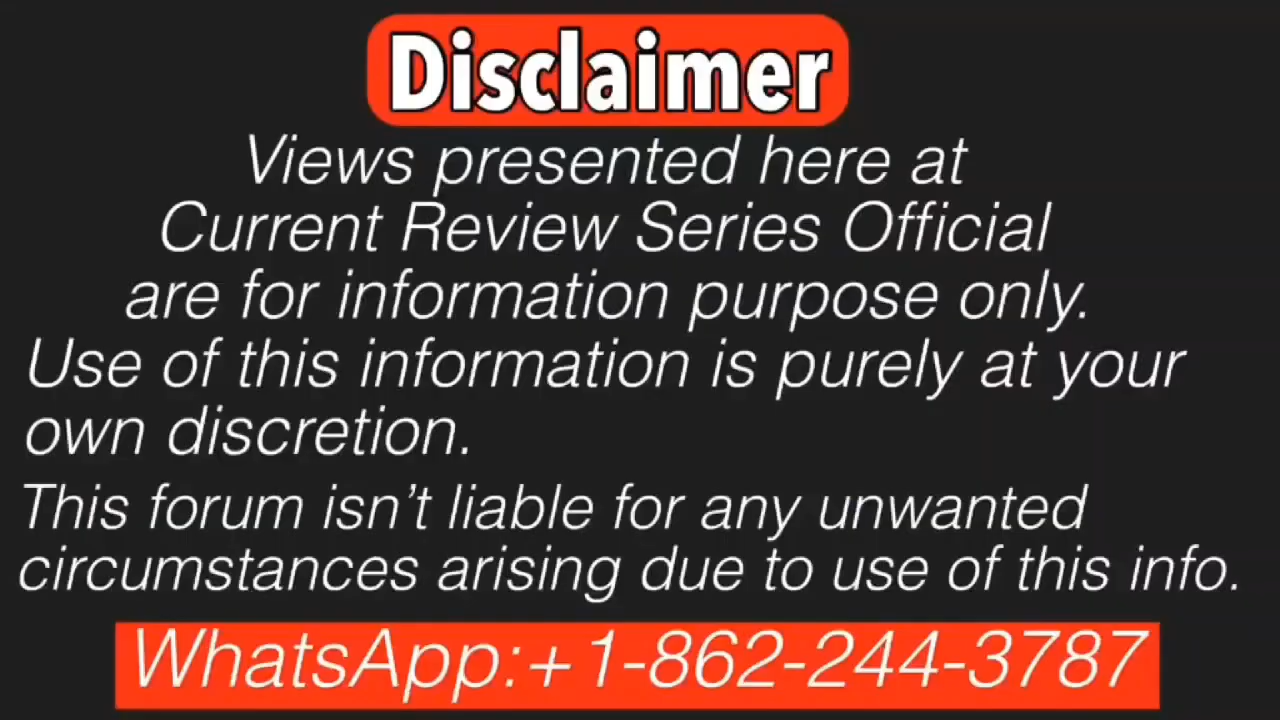 Disclaimer
Views presented here at
Current Review Series Official
are for information purpose only.
Use of this information is purely at your
own discretion.
This forum isn’t liable for any unwanted
circumstances arising due to use of this info.
WhatsApp:+1-862-244-3787